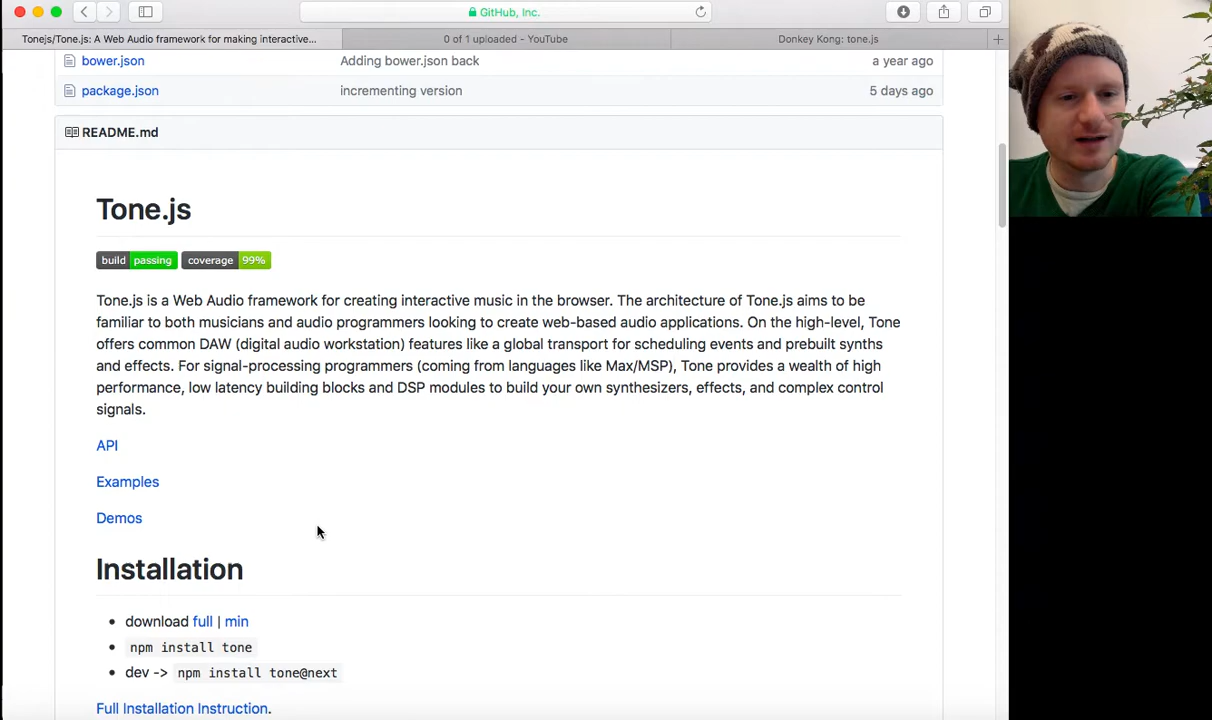 GitHub, Inc.
Tonejs/Tone.js: A Web Audio framework for making interactive...
0 of 1 uploaded - YouTube
Donkey Kong: tone.js
bower.json Adding bower.json back a year ago
package.json incrementing version 5 days ago
README.md
Tone.js
build passing coverage 99%
Tone.js is a Web Audio framework for creating interactive music in the browser. The architecture of Tone.js aims to be
familiar to both musicians and audio programmers looking to create web-based audio applications. On the high-level, Tone
offers common DAW (digital audio workstation) features like a global transport for scheduling events and prebuilt synths
and effects. For signal-processing programmers (coming from languages like Max/MSP), Tone provides a wealth of high
performance, low latency building blocks and DSP modules to build your own synthesizers, effects, and complex control
signals.
API
Examples
Demos
Installation
download full | min
npm install tone
dev -> npm install tone@next
Full Installation Instruction.